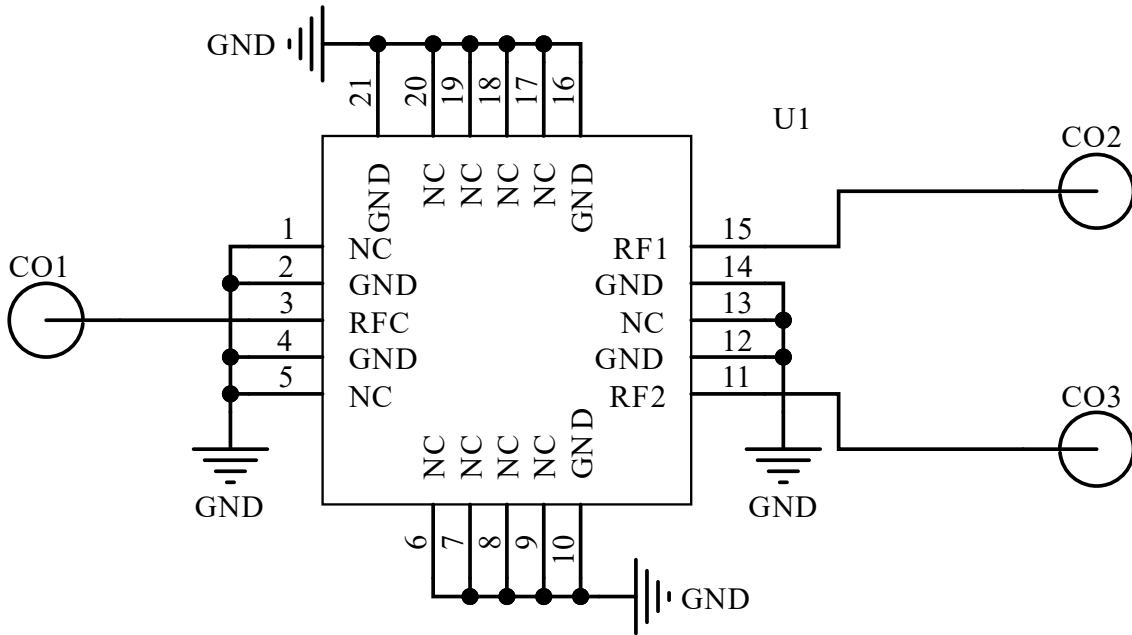 GND
21
20
19
18
17
16
U1
CO2
GND
NC
NC
NC
NC
GND
1
NC
RF1
15
2
GND
GND
14
CO1
3
RFC
NC
13
4
GND
GND
12
5
NC
RF2
11
CO3
NC
NC
NC
NC
GND
GND
GND
6
7
8
9
10
GND